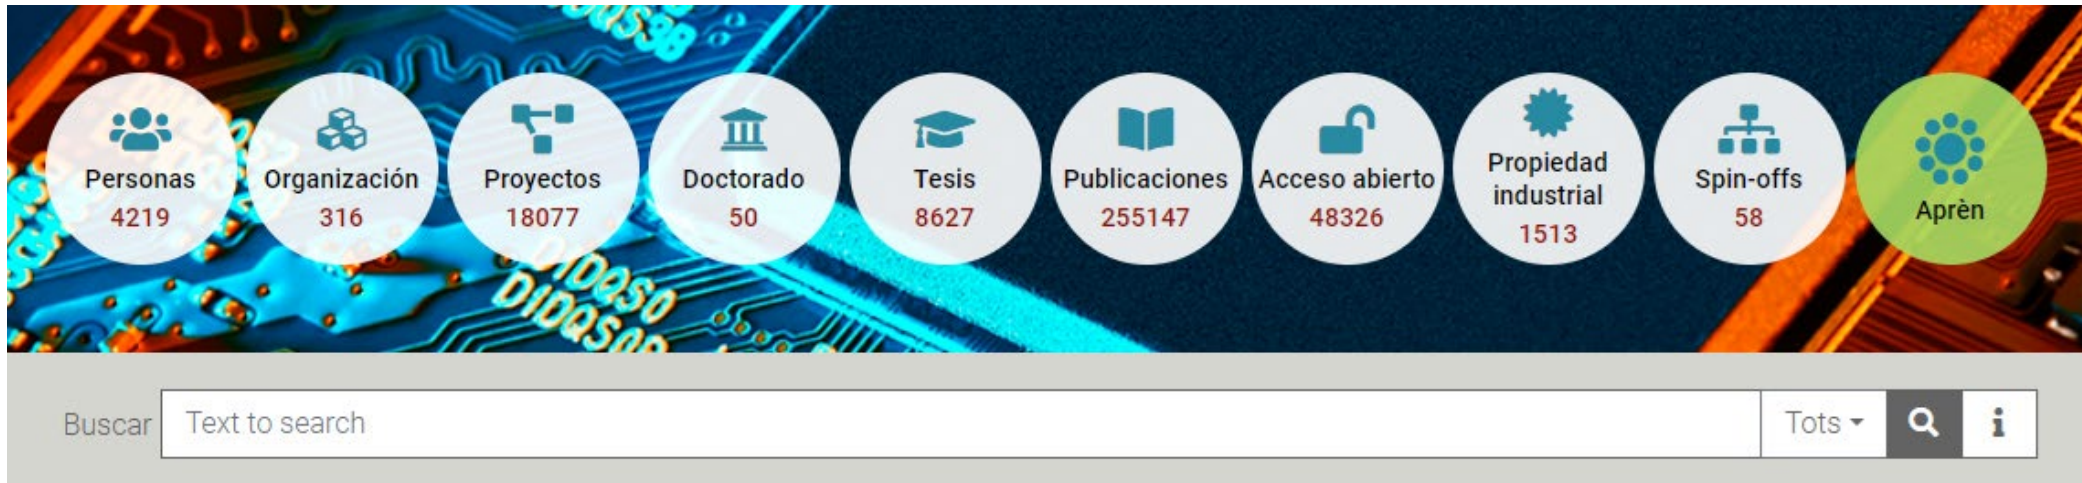 Personas
4219
Organización
316
Proyectos
18077
Doctorado
50
Tesis
8627
Publicaciones
255147
Acceso abierto
48326
Propiedad
industrial
1513
Spin-offs
58
Aprèn
DIDQS0
Buscar
Text to search
Tots